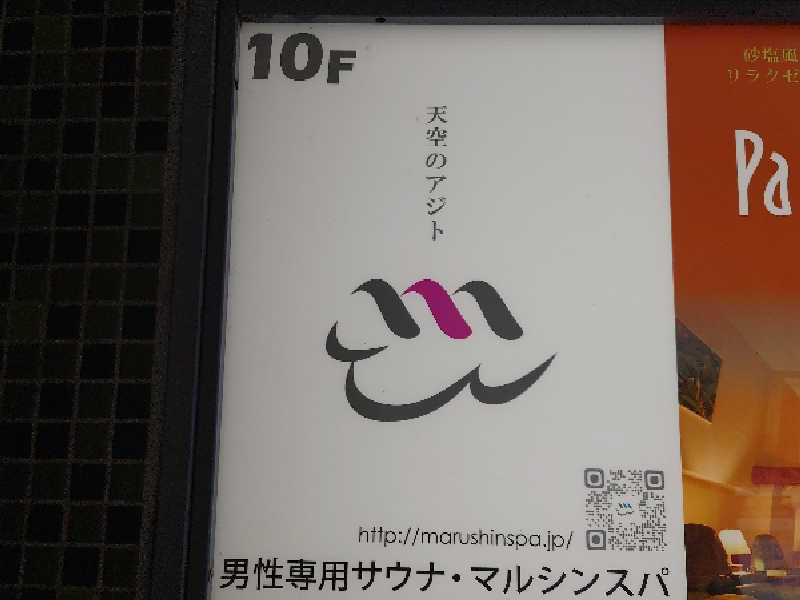 10F
天空のアジト
http://marushinspa.jp/
男性専用サウナ・マルシンスパ
砂塩風
リラクゼ
Pa